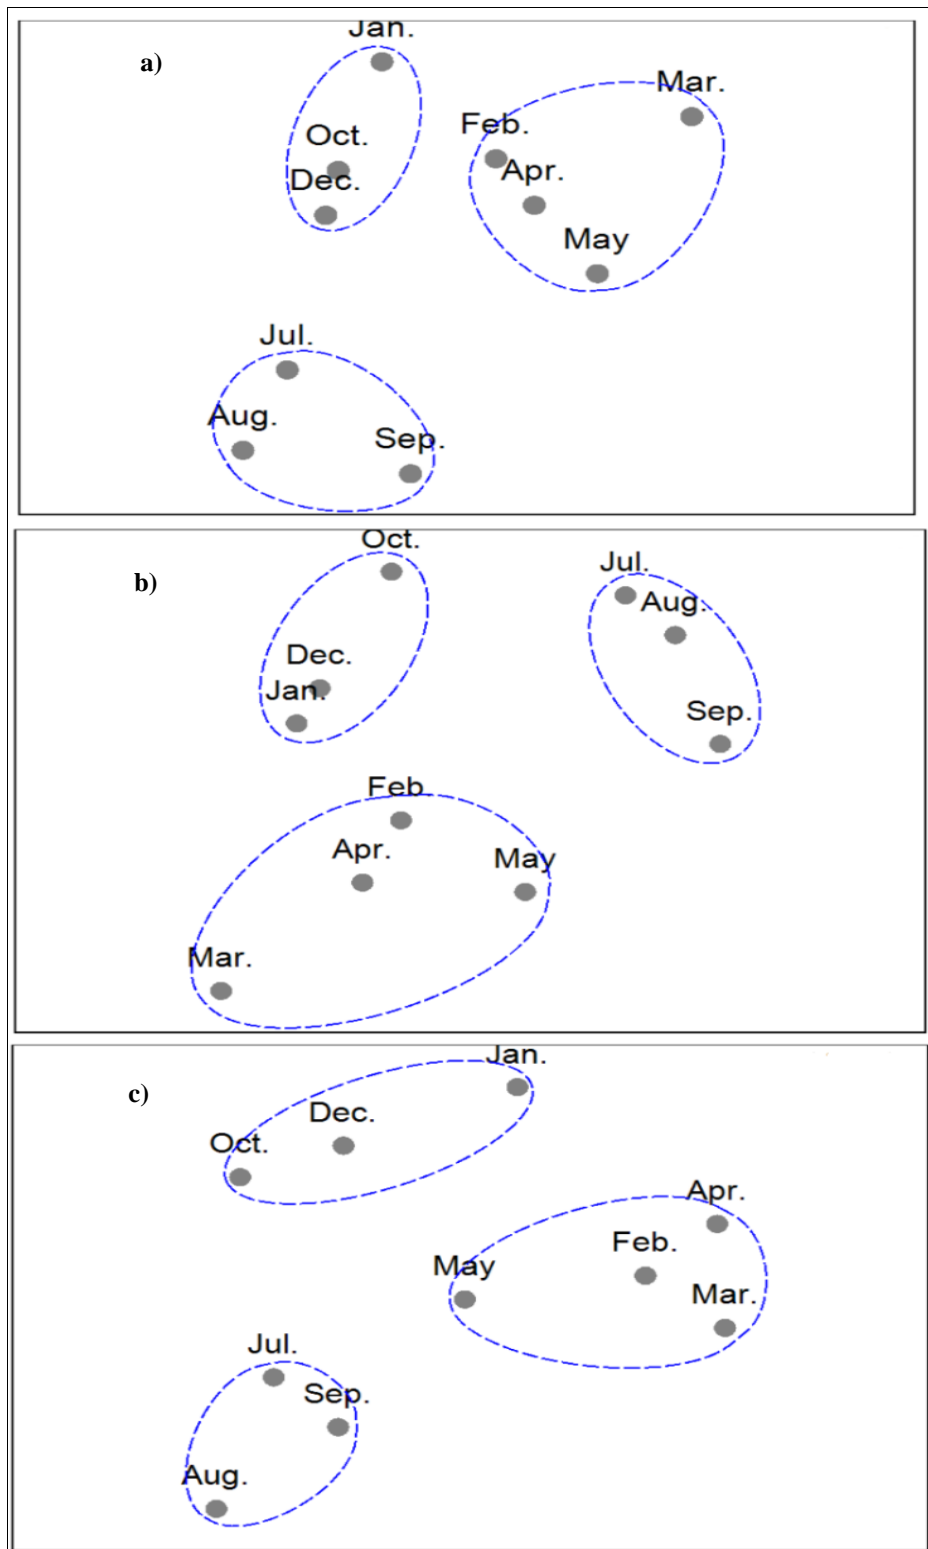 Jan.
a)
Mar.
Feb.
Oct.
Apr.
Dec.
May
Jul.
Aug.
Sep.
Oct.
b)
Jul.
Aug.
Dec.
Jan.
Sep.
Feb.
Apr.
May
Mar.
Jan.
c)
Dec.
Oct.
Apr.
Feb.
May
Mar.
Jul.
Sep.
Aug.